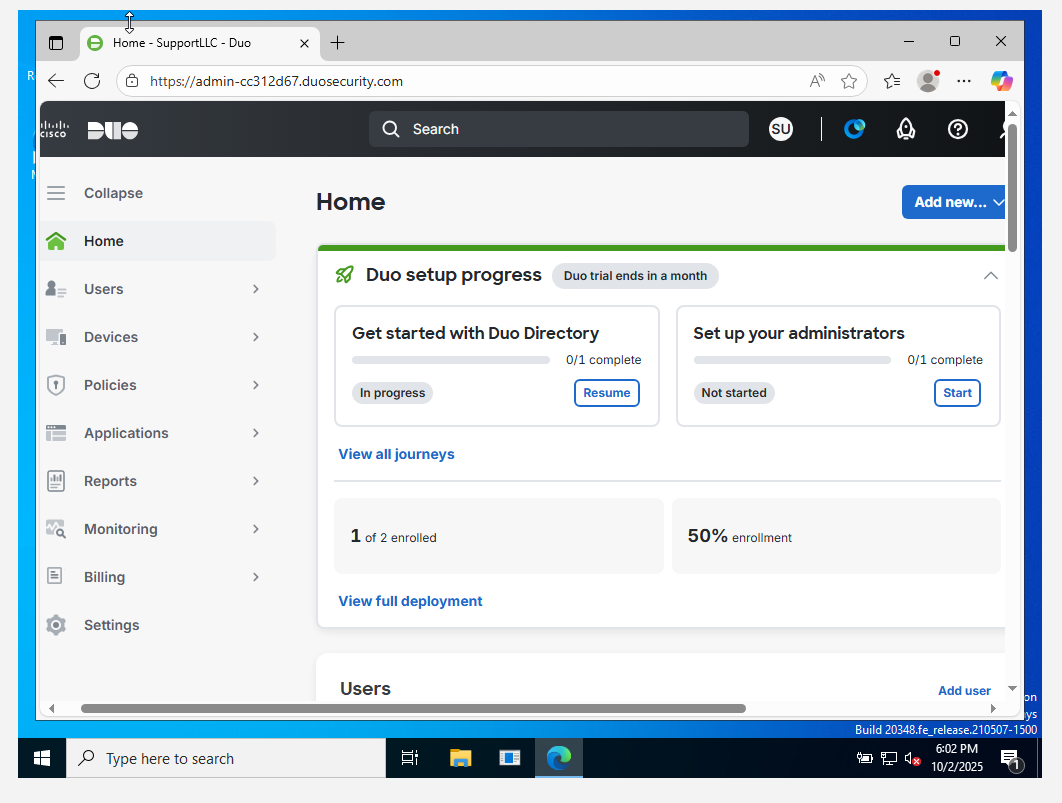 Home - SupportLLC - Duo
https://admin-cc312d67.duosecurity.com
CISCO DUO
Search
SU
Collapse
Home
Add new...
Home
Duo setup progress
Duo trial ends in a month
Users
Get started with Duo Directory
Set up your administrators
Devices
0/1 complete
0/1 complete
Policies
In progress
Resume
Not started
Start
Applications
View all journeys
Reports
Monitoring
1 of 2 enrolled
50% enrollment
Billing
View full deployment
Settings
Users
Add user
Build 20348.fe_release.210507-1500
Type here to search
6:02 PM
10/2/2025
1